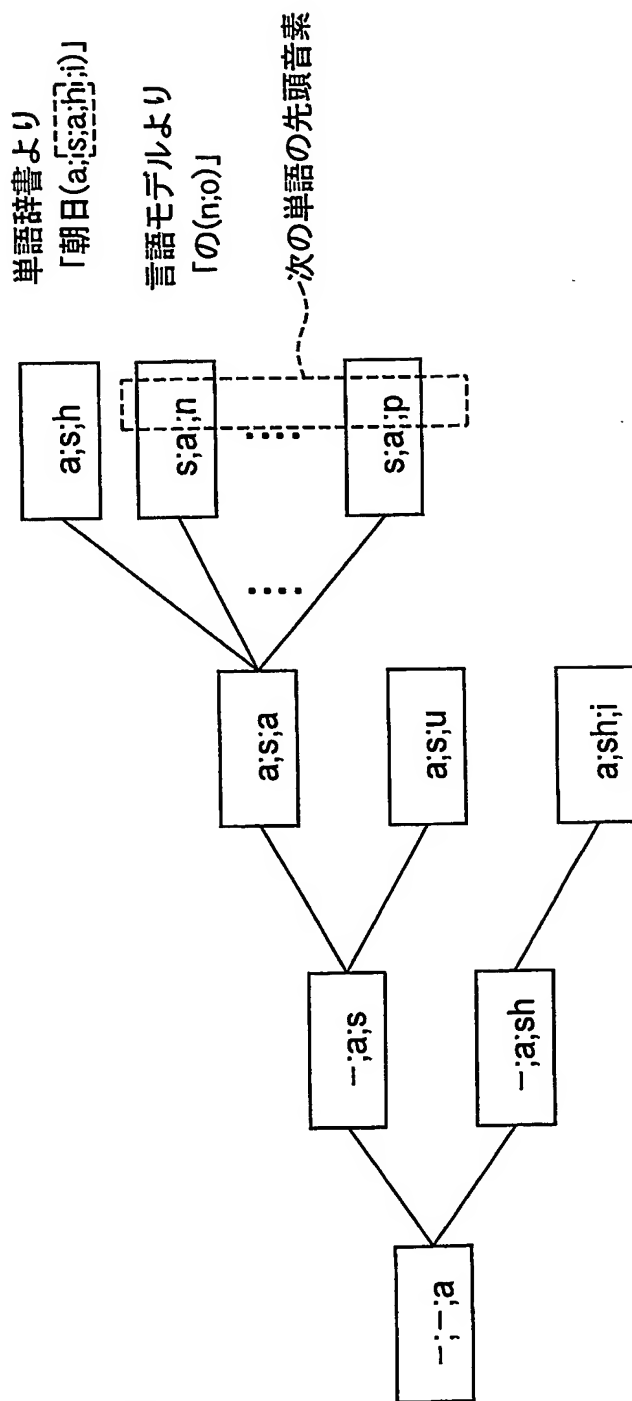 単語辞書より
「朝日(a;s;a;h;i)」
言語モデルより
「の(n;o)」
次の単語の先頭音素
a;s;h
s;a;n
‥‥
s;a;p
‥‥
a;s;a
a;s;u
a;sh;i
−;a;s
−;a;sh
−;−;a